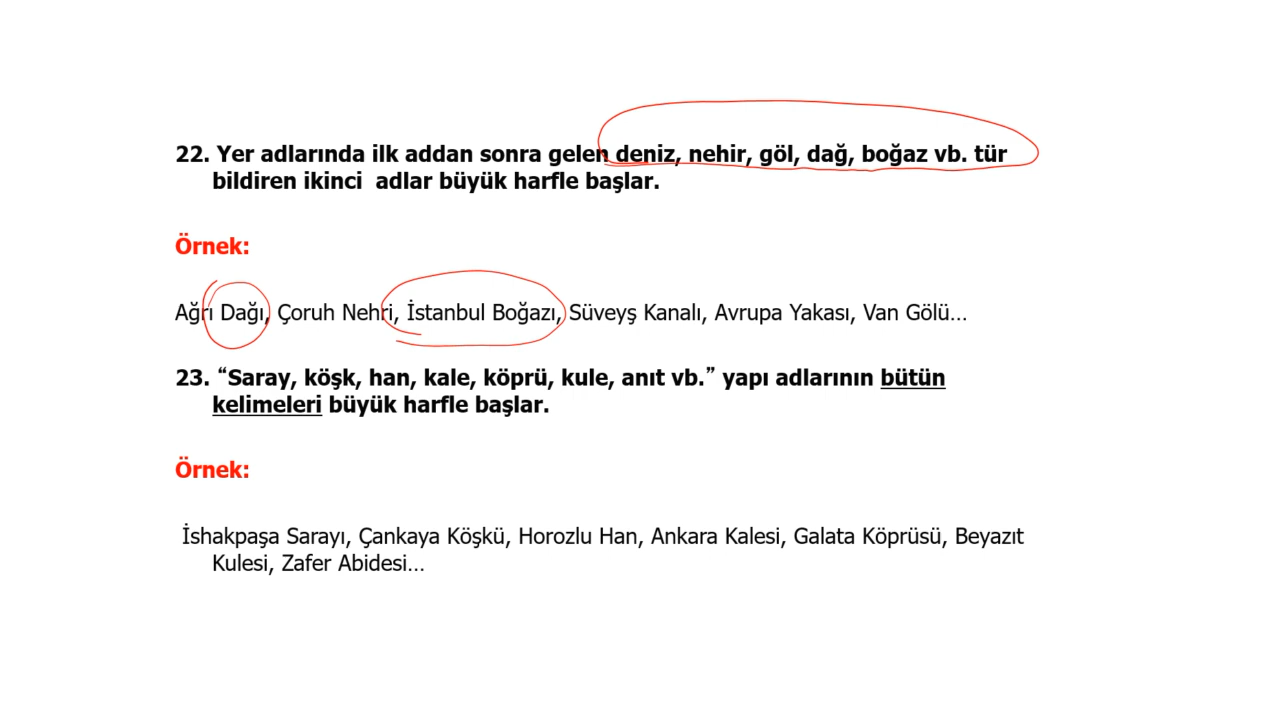 22. Yer adlarında ilk addan sonra gelen deniz, nehir, göl, dağ, boğaz vb. tür
bildiren ikinci adlar büyük harfle başlar.
Örnek:
Ağrı Dağı, Çoruh Nehri, İstanbul Boğazı, Süveyş Kanalı, Avrupa Yakası, Van Gölü…
23. “Saray, köşk, han, kale, köprü, kule, anıt vb.” yapı adlarının bütün
kelimeleri büyük harfle başlar.
Örnek:
İshakpaşa Sarayı, Çankaya Köşkü, Horozlu Han, Ankara Kalesi, Galata Köprüsü, Beyazıt
Kulesi, Zafer Abidesi…